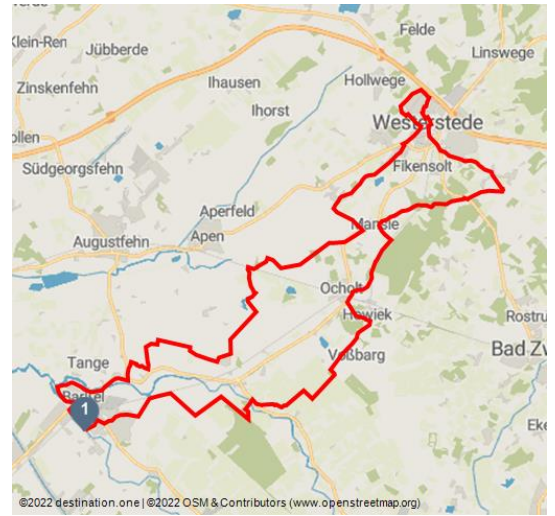 Felde
Klein-Ren
Jübberde
Linswege
Ihausen
Hollwege
Zinskenfehn
Ihorst
Westerstede
ollen
Südgeorgsfehn
Fikensolt
Aperfeld
Mansie
Augustfehn
Apen
Ocholt
Howiek
Rostru
Tange
Voßbarg
Bad Zw
Barßel
1
Eke
©2022 destination.one | ©2022 OSM & Contributors (www.openstreetmap.org)